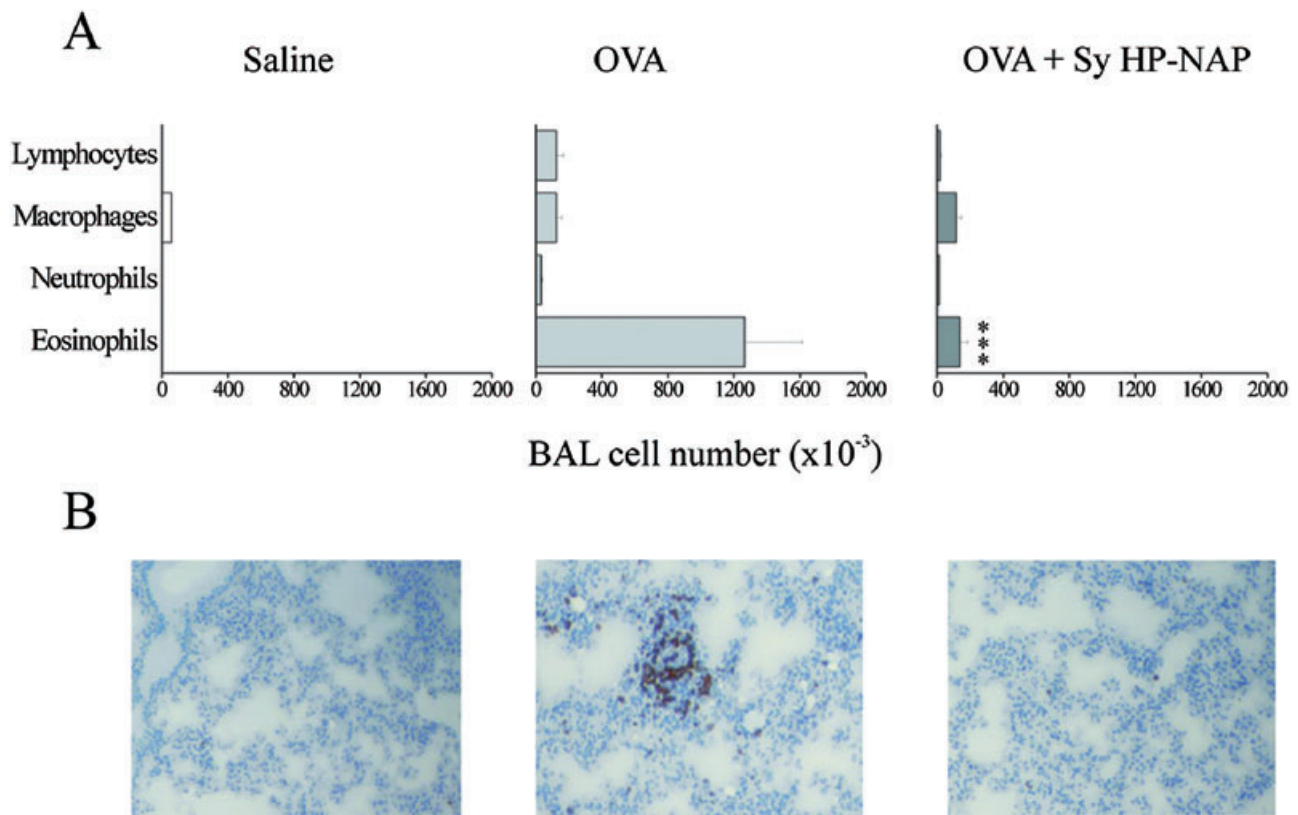 A
Saline
OVA
OVA + Sy HP-NAP
Lymphocytes
Macrophages
Neutrophils
Eosinophils
***
0 400 800 1200 1600 2000
0 400 800 1200 1600 2000
0 400 800 1200 1600 2000
BAL cell number (x10⁻³)
B